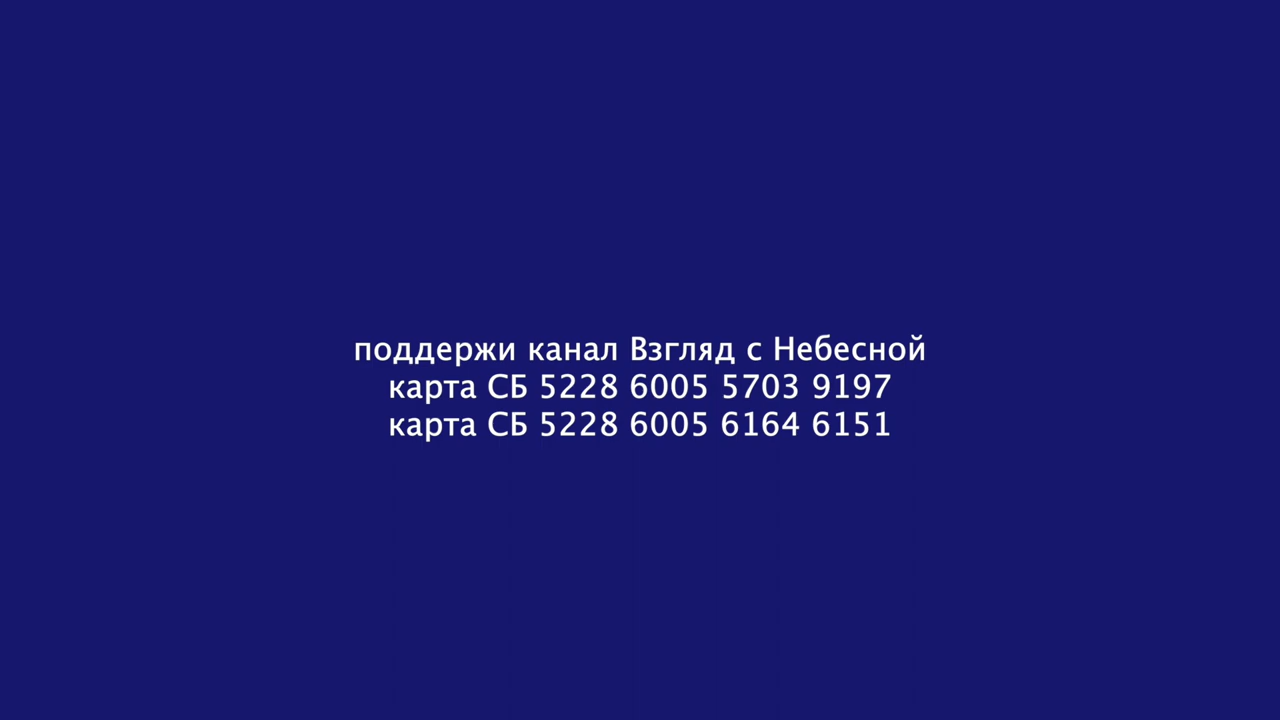 поддержи канал Взгляд с Небесной
карта СБ 5228 6005 5703 9197
карта СБ 5228 6005 6164 6151